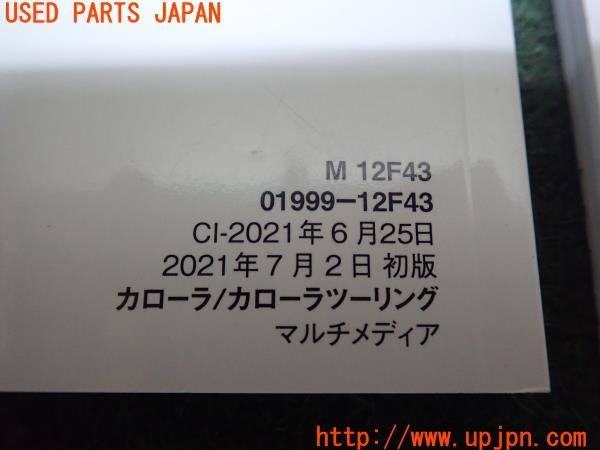 USED PARTS JAPAN
M 12F43
01999-12F43
CI-2021年6月25日
2021年7月2日 初版
カローラ/カローラツーリング
マルチメディア
http://www.upjpn.com